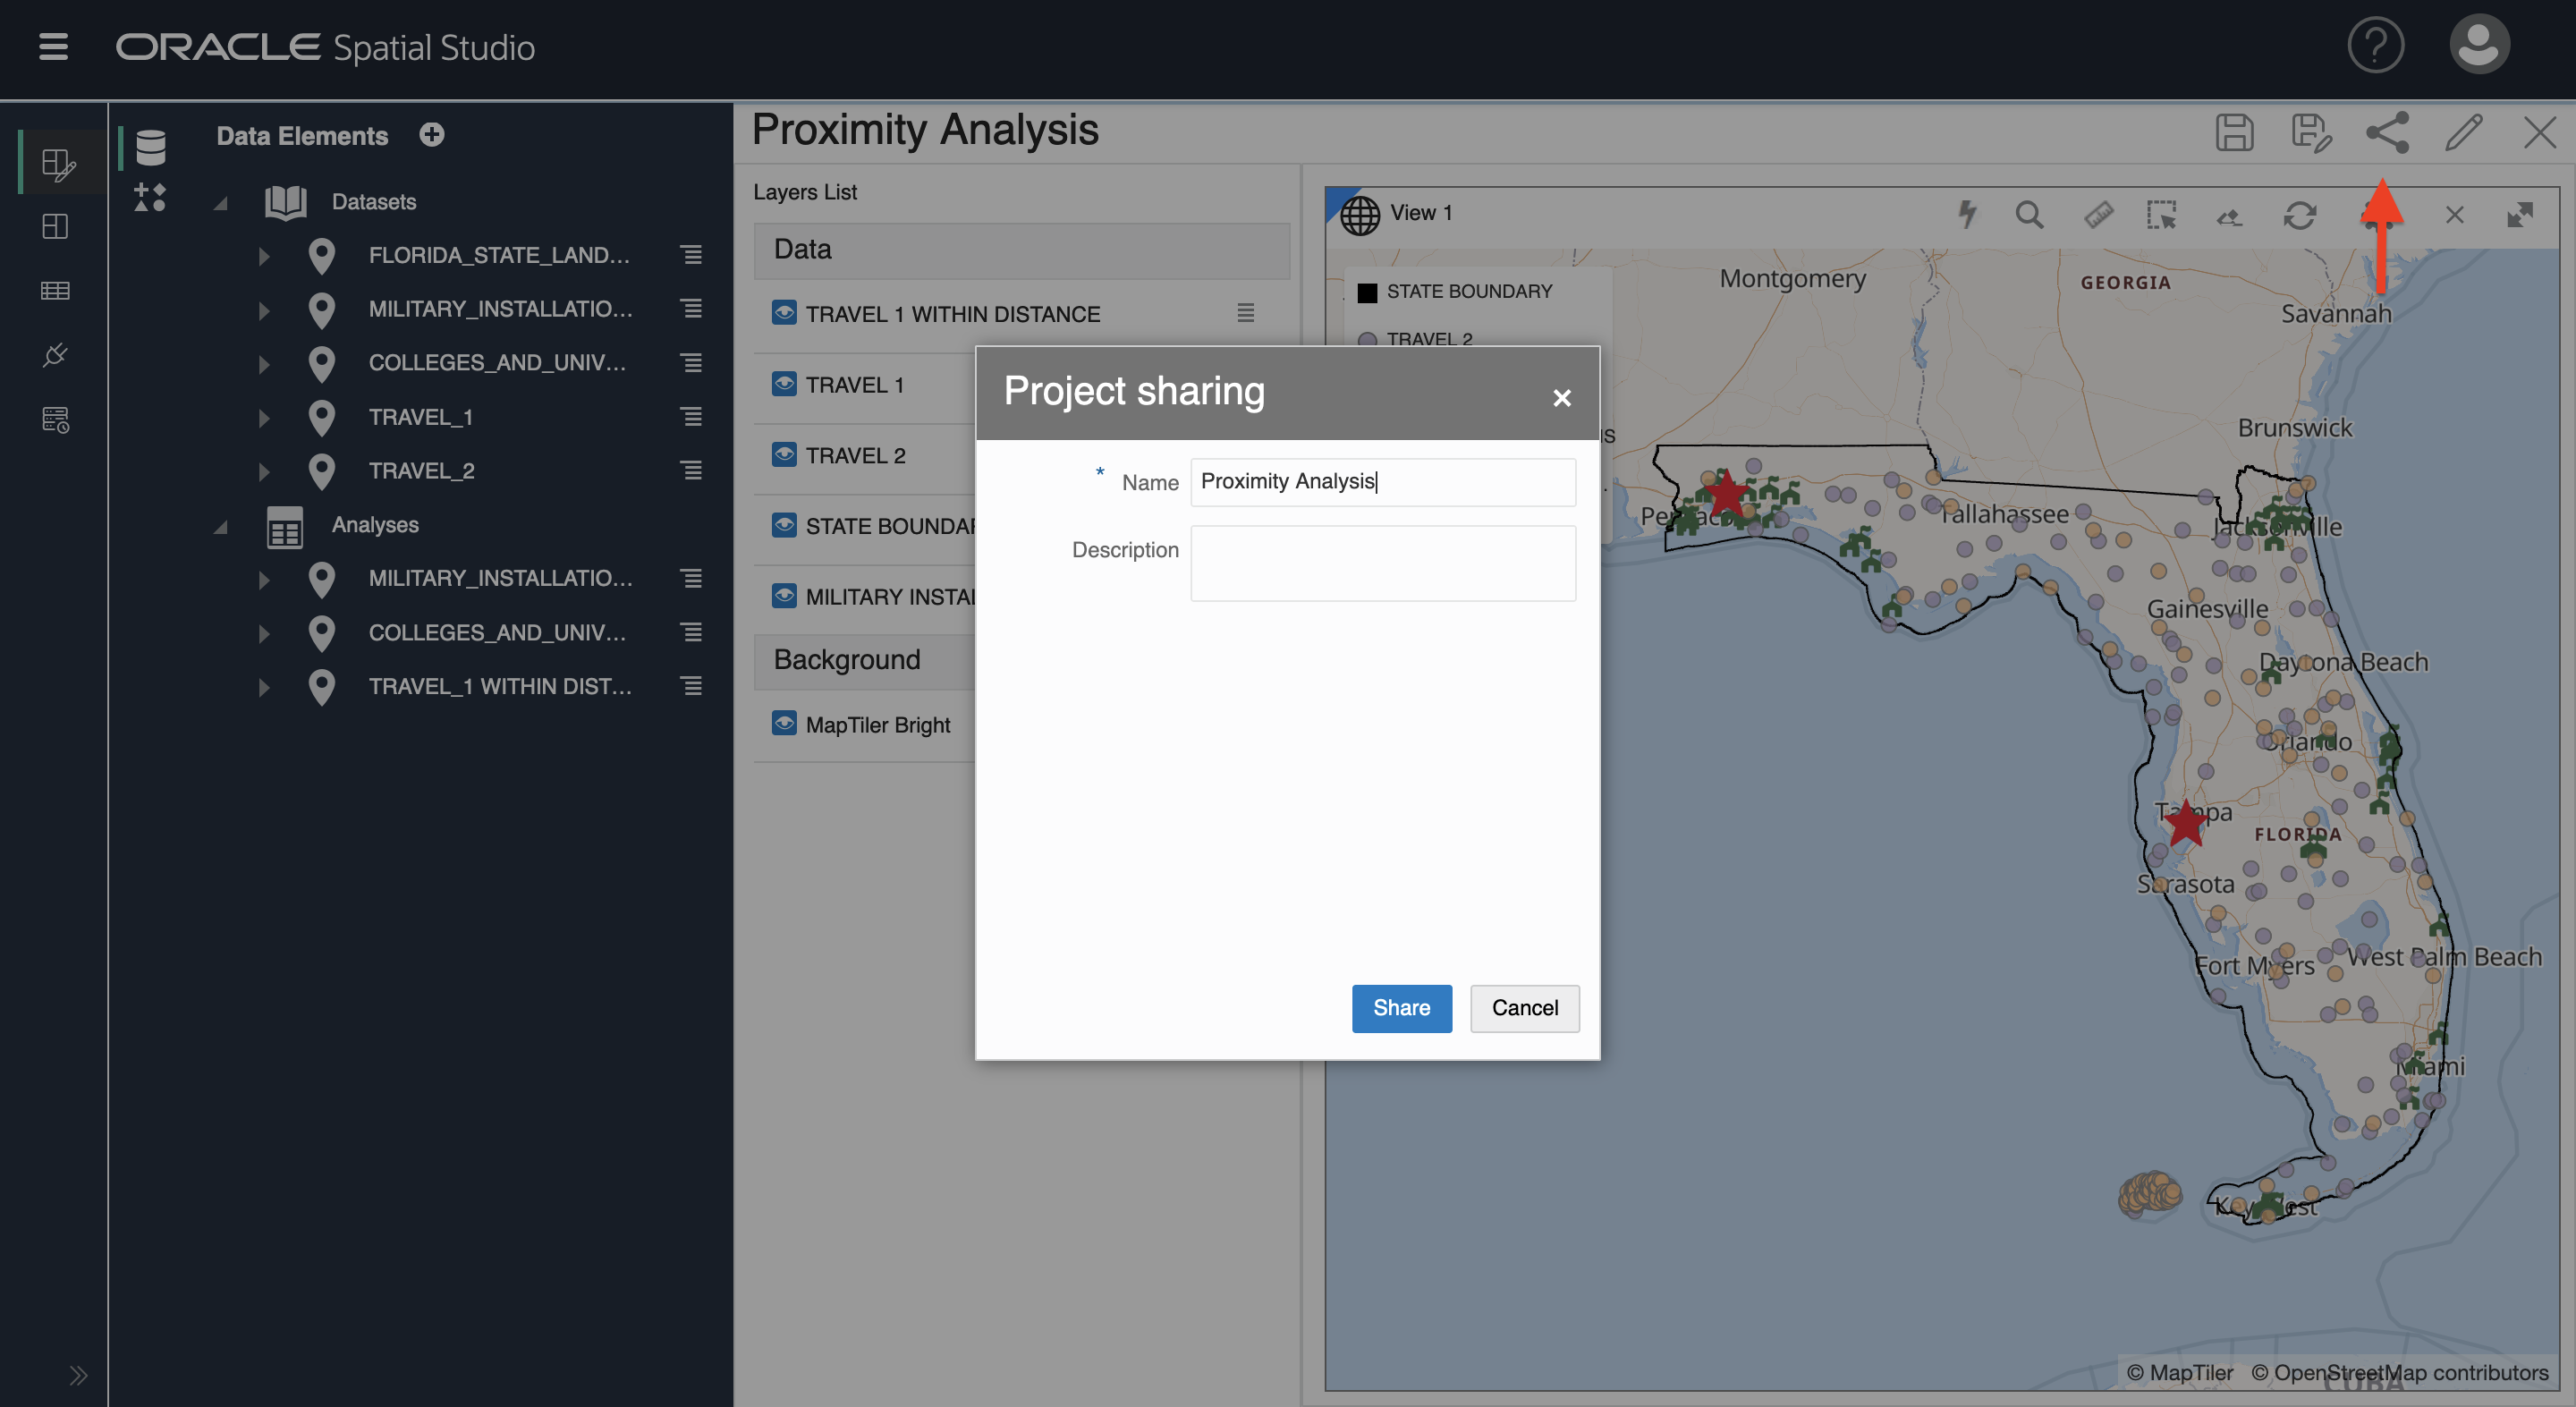 ORACLE Spatial Studio
Data Elements
Datasets
FLORIDA_STATE_LAND...
MILITARY_INSTALLATIO...
COLLEGES_AND_UNIV...
TRAVEL_1
TRAVEL_2
Analyses
MILITARY_INSTALLATIO...
COLLEGES_AND_UNIV...
TRAVEL_1 WITHIN DIST...
Proximity Analysis
Layers List
Data
TRAVEL 1 WITHIN DISTANCE
TRAVEL 1
TRAVEL 2
STATE BOUNDAR
MILITARY INSTAL
Background
MapTiler Bright
View 1
STATE BOUNDARY
TRAVEL 2
Project sharing
* Name Proximity Analysis
Description
Share Cancel
Montgomery
GEORGIA
Savannah
Brunswick
Tallahassee
Jacksonville
Gainesville
Daytona Beach
Orlando
Tampa
FLORIDA
Sarasota
Fort Myers
West Palm Beach
Miami
Key West
© MapTiler © OpenStreetMap contributors
CUBA